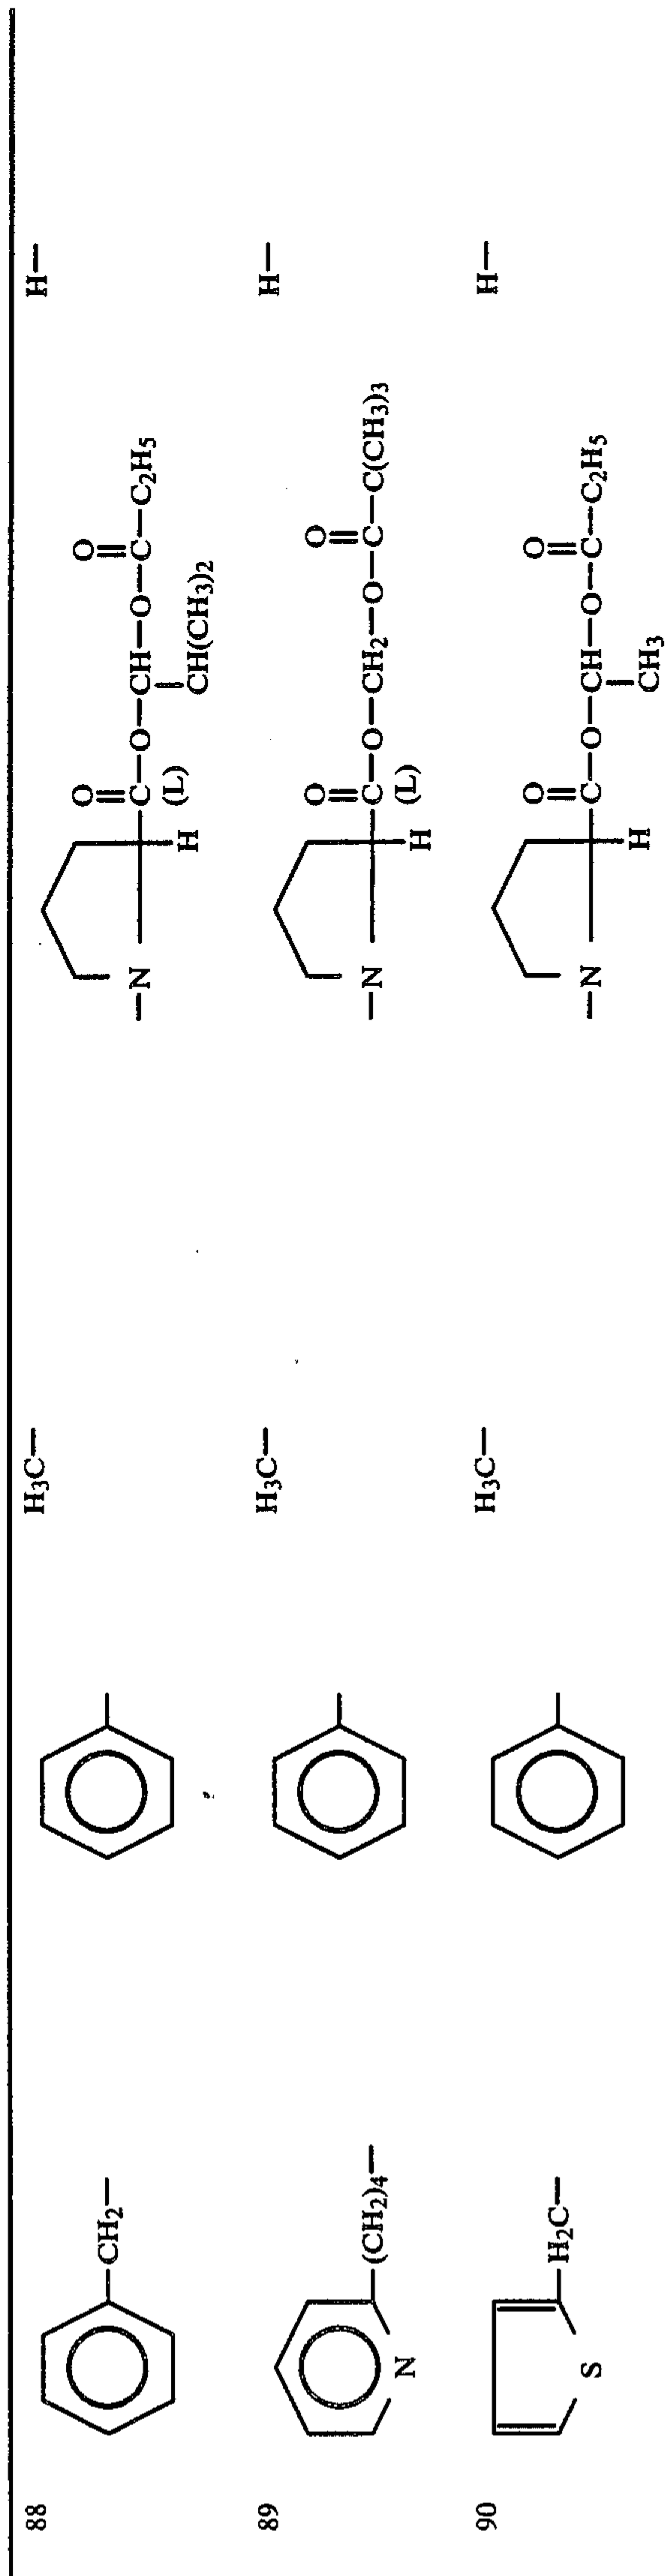 88 CH2— H3C— —N H O C (L) O CH CH(CH3)2 O O C C2H5 H—
89 N (CH2)4— H3C— —N H O C (L) O CH2 O O C C(CH3)3 H—
90 S H2C— H3C— —N H O C O CH CH3 O O C C2H5 H—